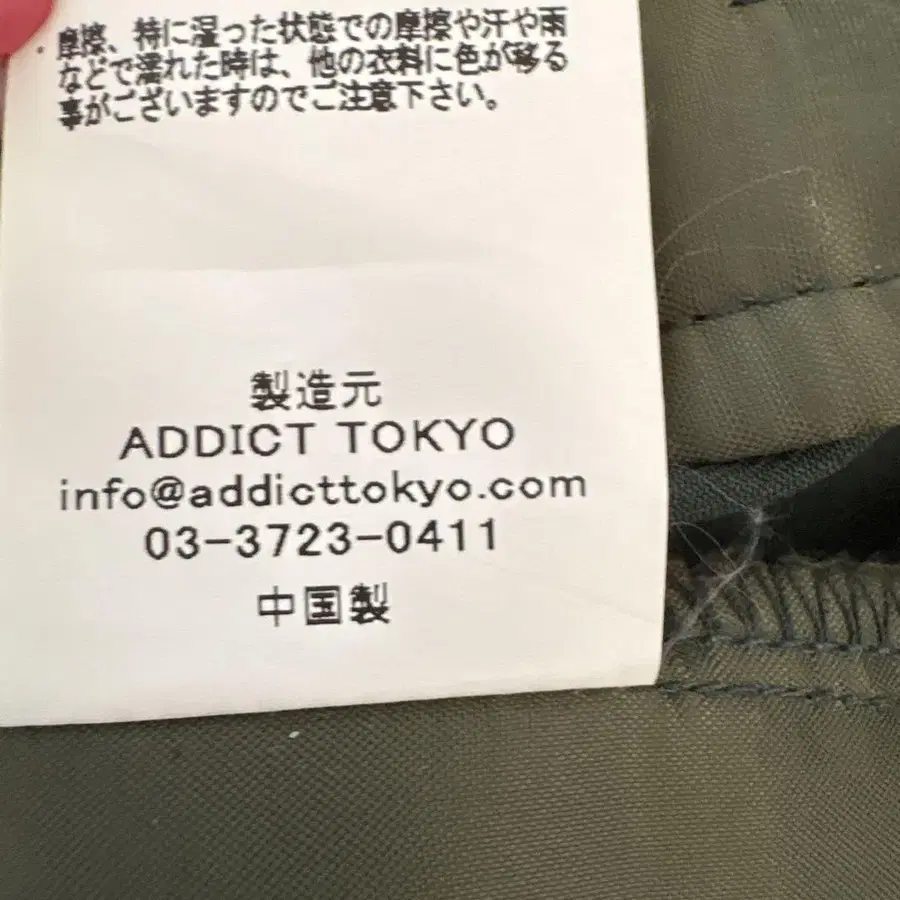 ・摩擦、特に湿った状態での摩擦や汗や雨
などで濡れた時は、他の衣料に色が移る
事がございますのでご注意下さい。
製造元
ADDICT TOKYO
info@addicttokyo.com
03-3723-0411
中国製